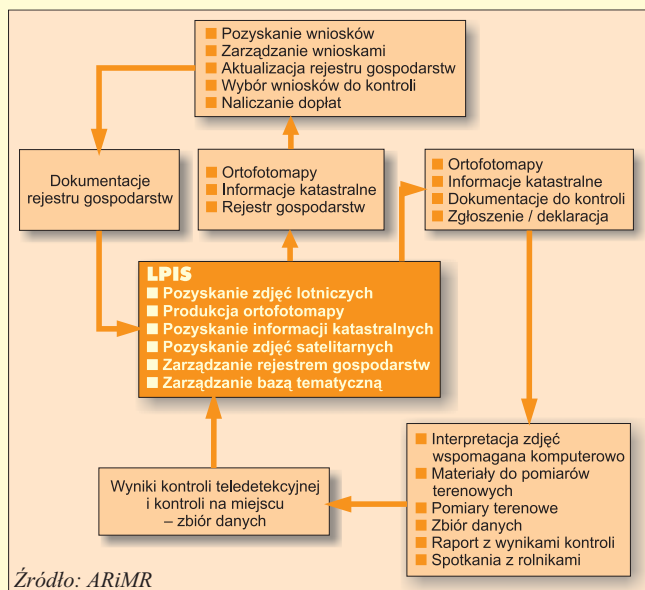 ■ Pozyskanie wniosków
■ Zarządzanie wnioskami
■ Aktualizacja rejestru gospodarstw
■ Wybór wniosków do kontroli
■ Naliczanie dopłat
Dokumentacje
rejestru gospodarstw
■ Ortofotomapy
■ Informacje katastralne
■ Rejestr gospodarstw
■ Ortofotomapy
■ Informacje katastralne
■ Dokumentacje do kontroli
■ Zgłoszenie / deklaracja
LPIS
■ Pozyskanie zdjęć lotniczych
■ Produkcja ortofotomapy
■ Pozyskanie informacji katastralnych
■ Pozyskanie zdjęć satelitarnych
■ Zarządzanie rejestrem gospodarstw
■ Zarządzanie bazą tematyczną
Wyniki kontroli teledetekcyjnej
i kontroli na miejscu
– zbiór danych
■ Interpretacja zdjęć
wspomagana komputerowo
■ Materiały do pomiarów
terenowych
■ Pomiary terenowe
■ Zbiór danych
■ Raport z wynikami kontroli
■ Spotkania z rolnikami
Źródło: ARiMR